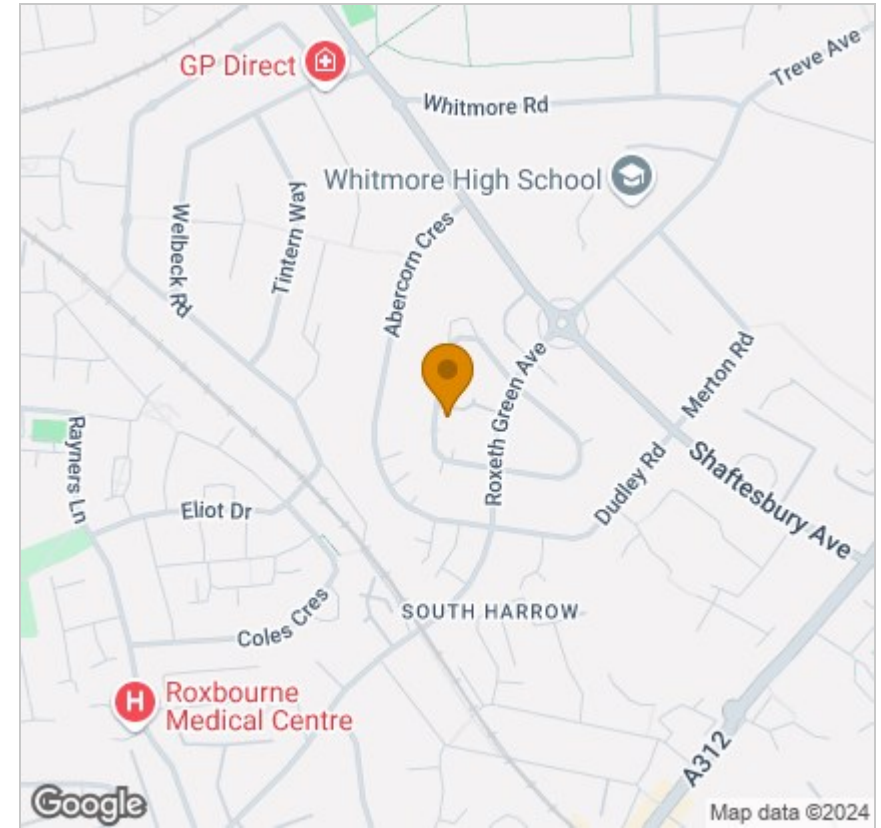 GP Direct
Treve Ave
Whitmore Rd
Whitmore High School
Welbeck Rd
Tintern Way
Abercorn Cres
Roxeth Green Ave
Merton Rd
Rayners Ln
Shaftesbury Ave
Dudley Rd
Eliot Dr
SOUTH HARROW
Coles Cres
H Roxbourne
Medical Centre
A312
Google
Map data ©2024